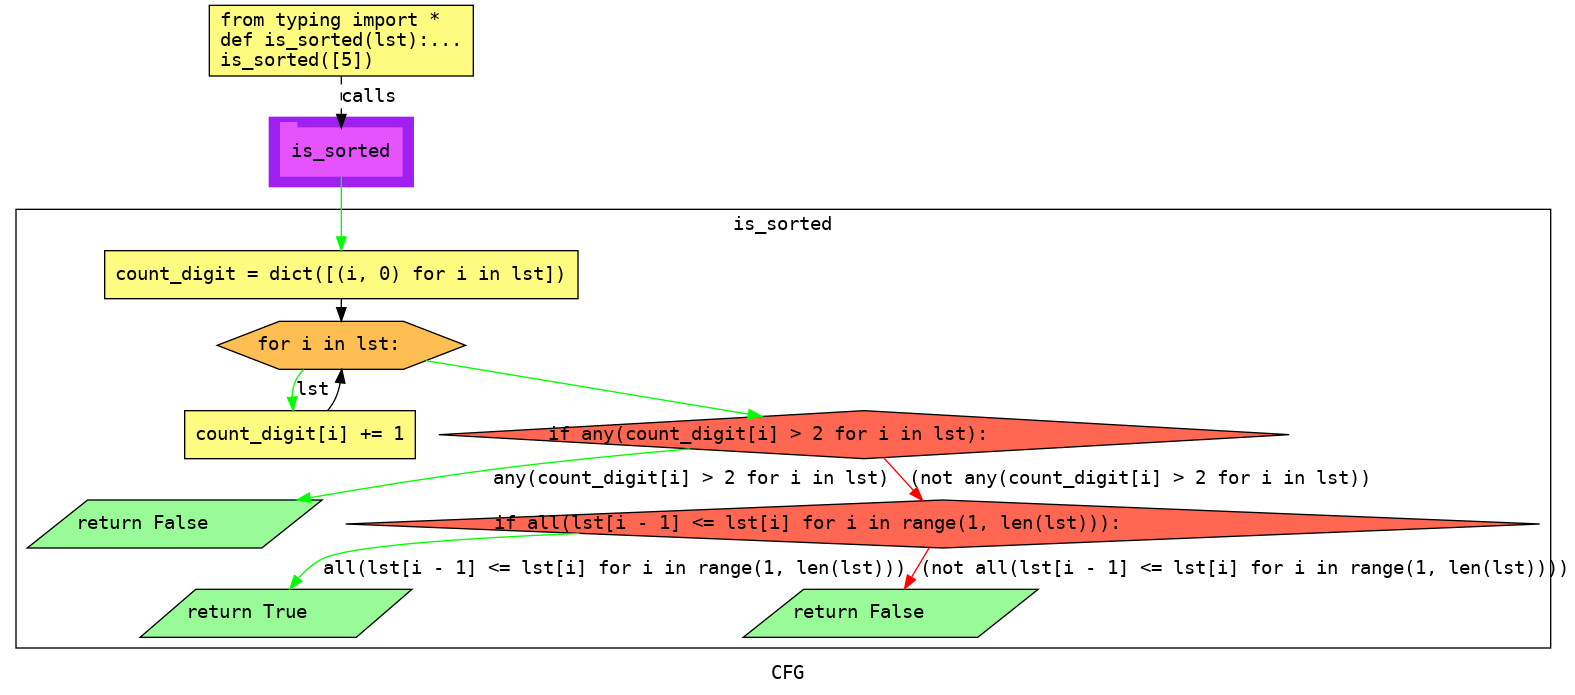 from typing import *
def is_sorted(lst):...
is_sorted([5])
calls
is_sorted
is_sorted
count_digit = dict([(i, 0) for i in lst])
for i in lst:
lst
count_digit[i] += 1
if any(count_digit[i] > 2 for i in lst):
any(count_digit[i] > 2 for i in lst)
(not any(count_digit[i] > 2 for i in lst))
return False
if all(lst[i - 1] <= lst[i] for i in range(1, len(lst))):
all(lst[i - 1] <= lst[i] for i in range(1, len(lst)))
(not all(lst[i - 1] <= lst[i] for i in range(1, len(lst))))
return True
return False
CFG